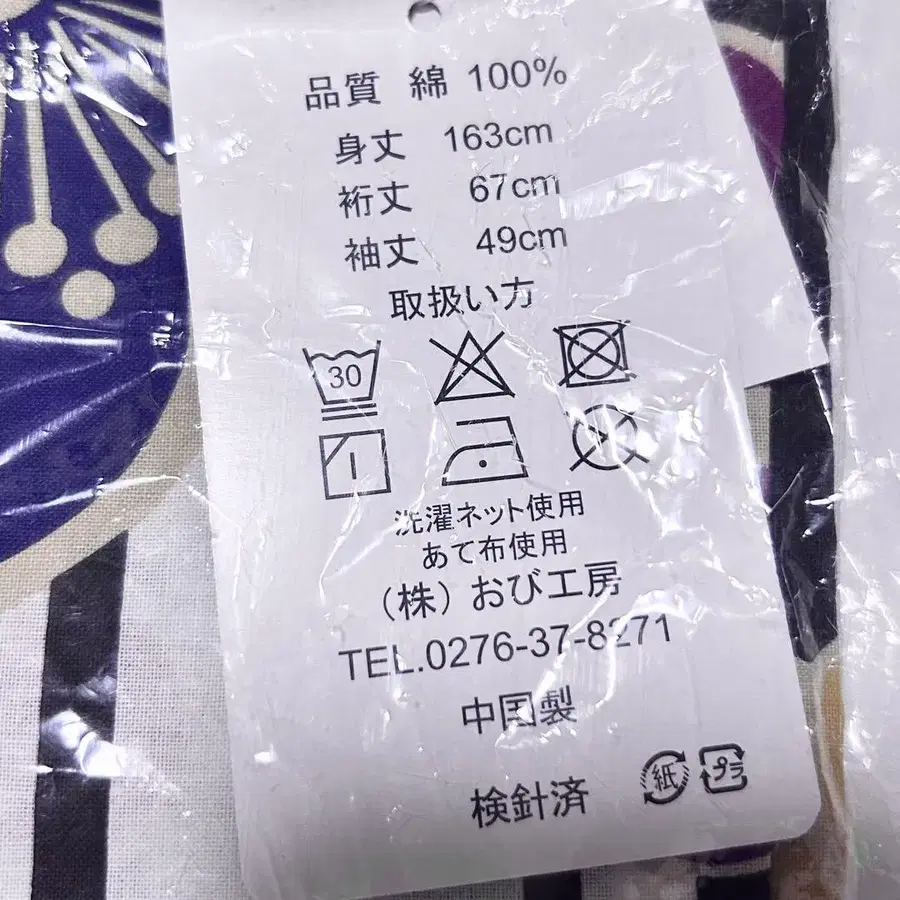 品質 綿 100%
身丈 163cm
裄丈 67cm
袖丈 49cm
取扱い方
30
洗濯ネット使用
あて布使用
（株）おび工房
TEL.0276-37-8271
中国製
検針済
紙 プラ